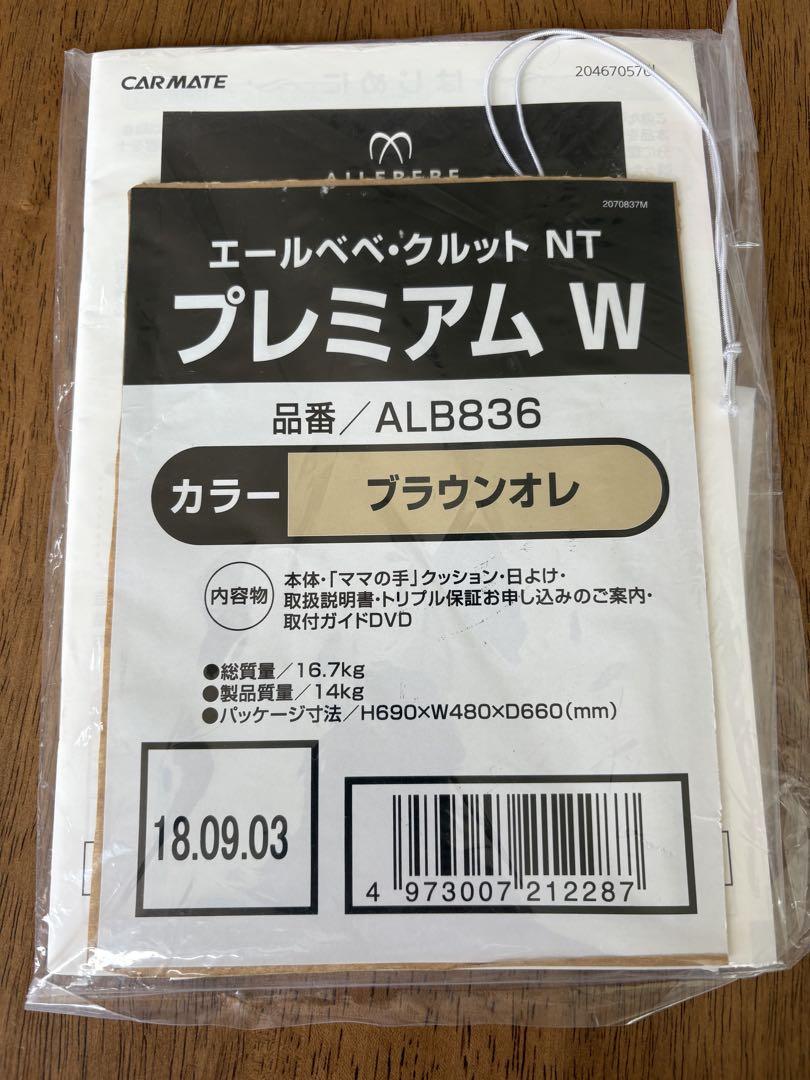 CARMATE
AILEBEBE
2070837M
エールベベ・クルット NT
プレミアム W
品番／ALB836
カラー ブラウンオレ
内容物
本体・「ママの手」クッション・日よけ・
取扱説明書・トリプル保証お申し込みのご案内・
取付ガイドDVD
●総質量／16.7kg
●製品質量／14kg
●パッケージ寸法／H690×W480×D660(mm)
18.09.03
4 973007 212287